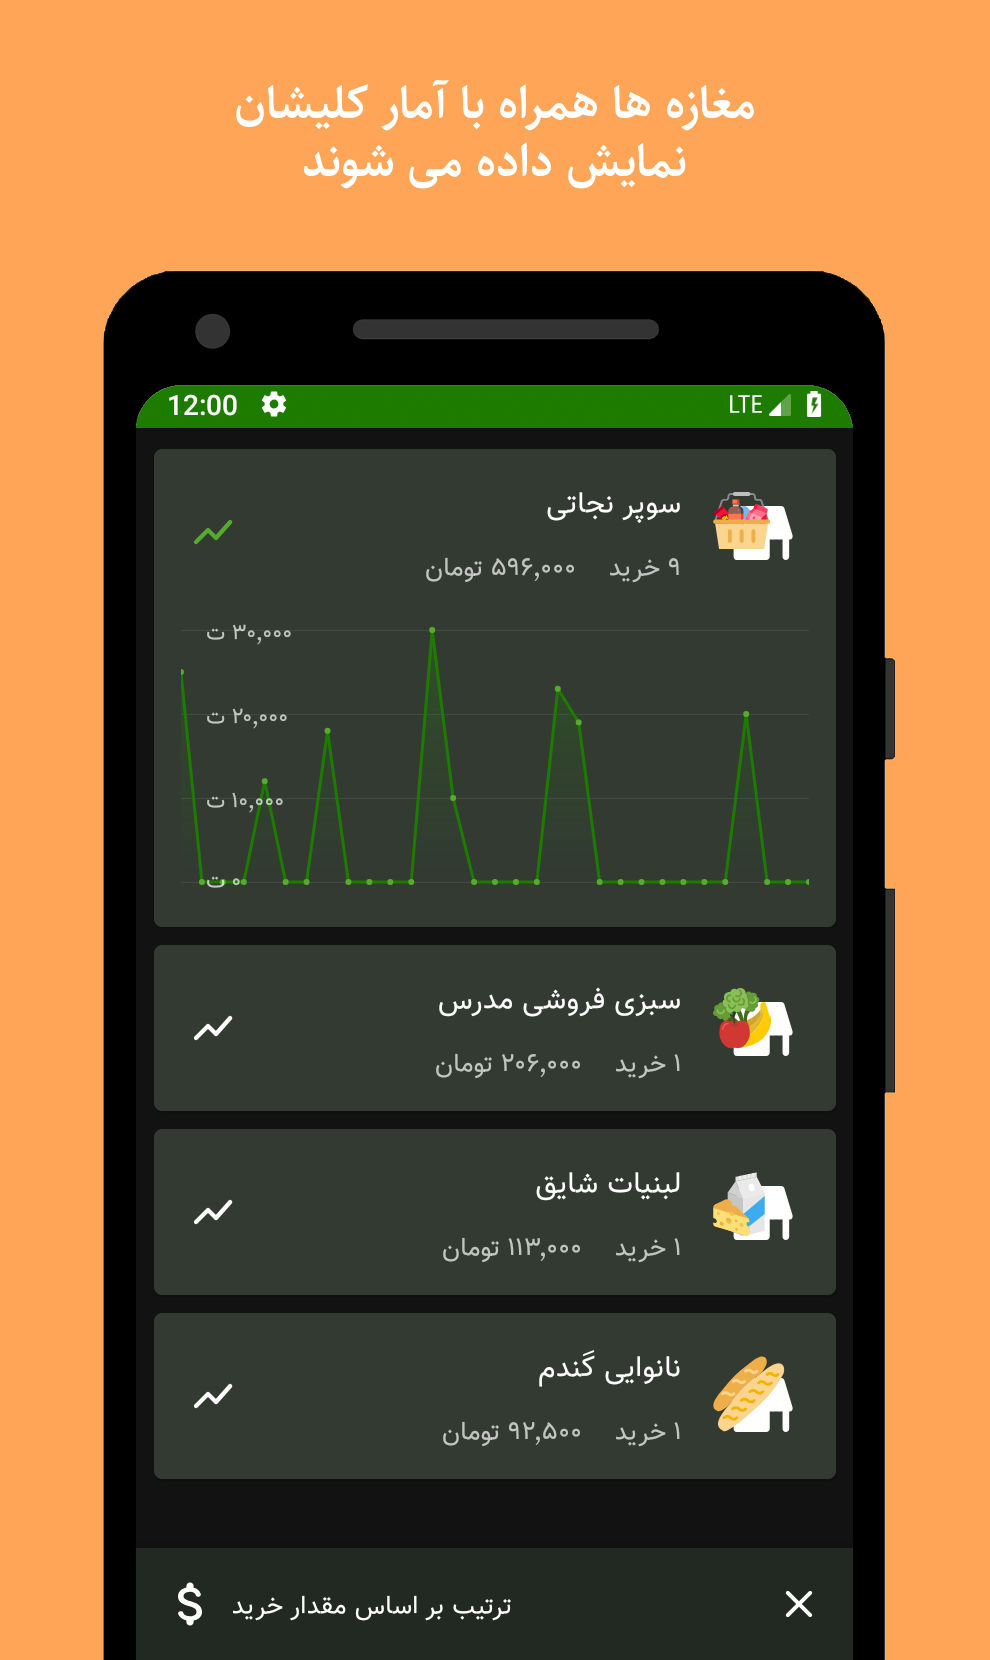 مغازه ها همراه با آمار کلیشان
نمایش داده می شوند
12:00 LTE
سوپر نجاتی
۹ خرید ۵۹۶,۰۰۰ تومان
۳۰,۰۰۰ ت
۲۰,۰۰۰ ت
۱۰,۰۰۰ ت
۰ ت
سبزی فروشی مدرس
۱ خرید ۲۰۶,۰۰۰ تومان
لبنیات شایق
۱ خرید ۱۱۳,۰۰۰ تومان
نانوایی گندم
۱ خرید ۹۲,۵۰۰ تومان
ترتیب بر اساس مقدار خرید